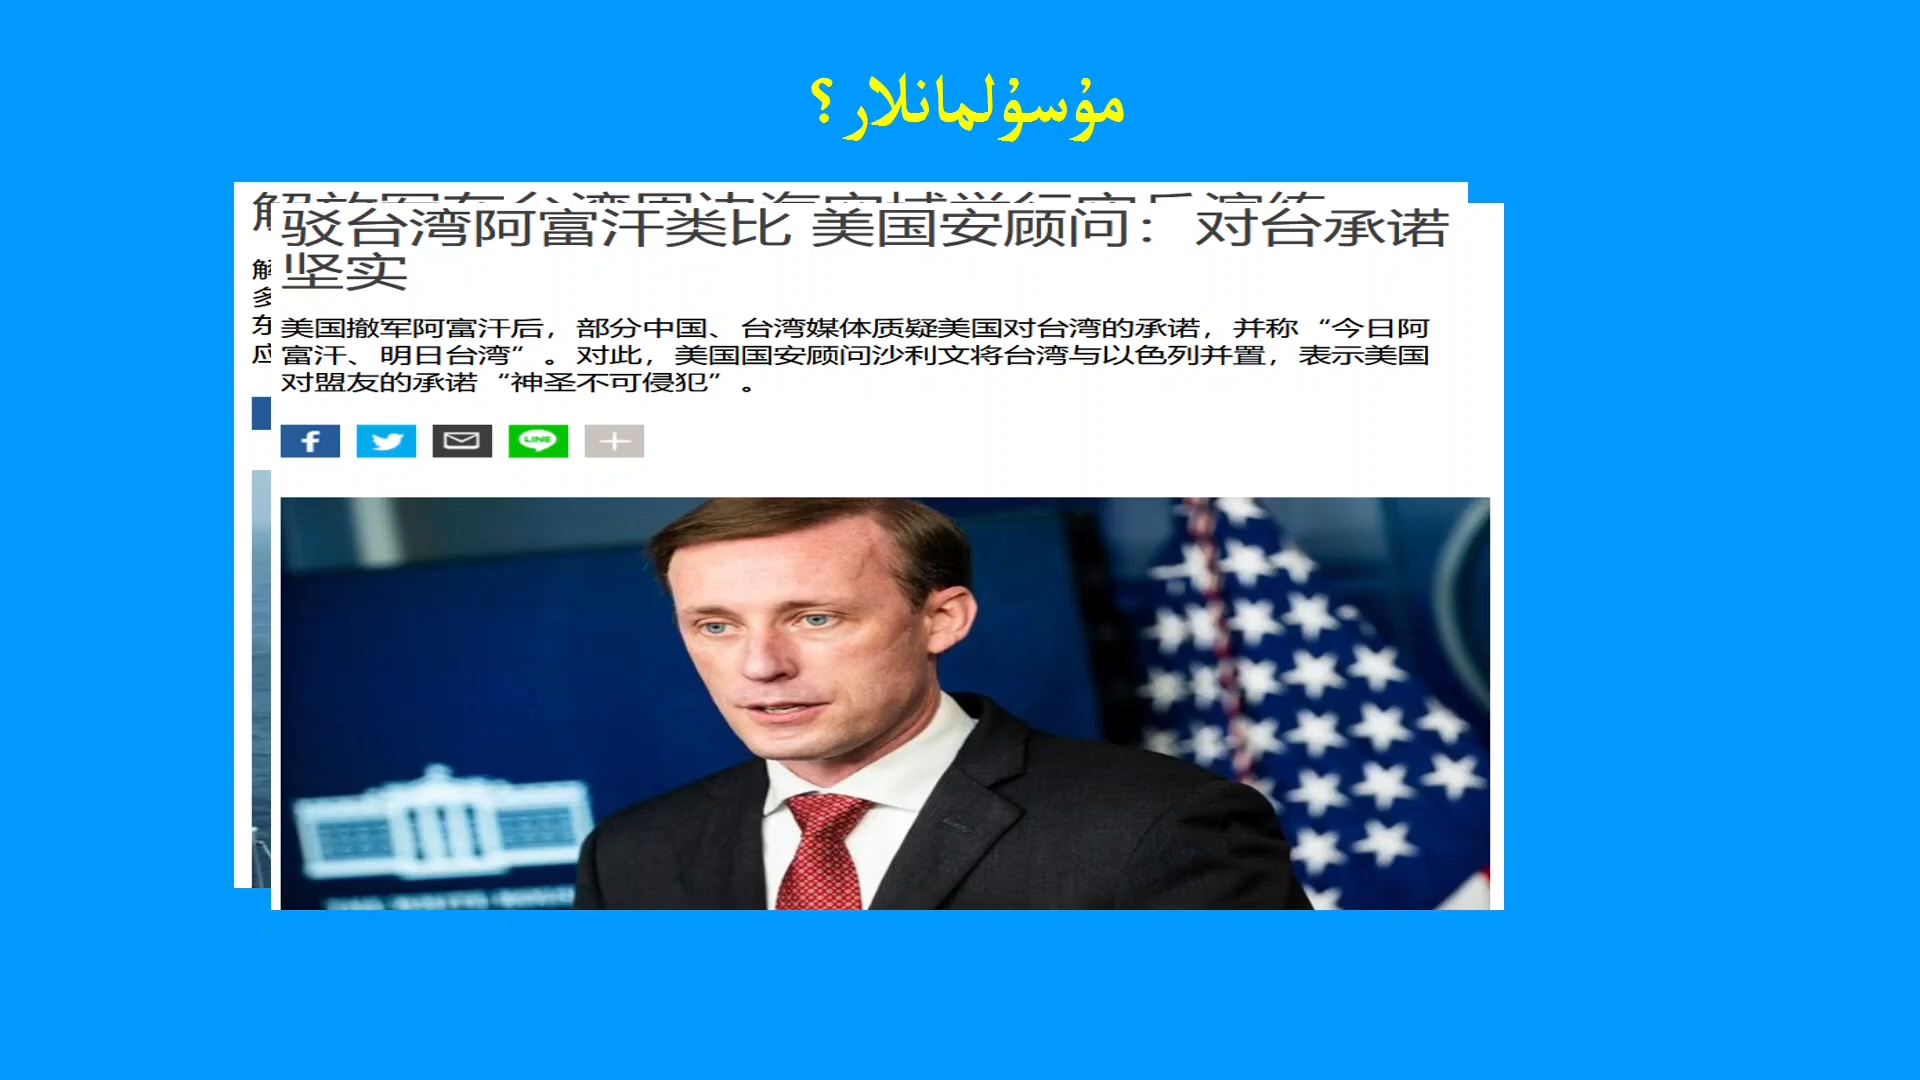 مۇسۇلمانلار؟
驳台湾阿富汗类比 美国安顾问：对台承诺
坚实
美国撤军阿富汗后，部分中国、台湾媒体质疑美国对台湾的承诺，并称“今日阿
富汗、明日台湾”。对此，美国国安顾问沙利文将台湾与以色列并置，表示美国
对盟友的承诺“神圣不可侵犯”。
LINE